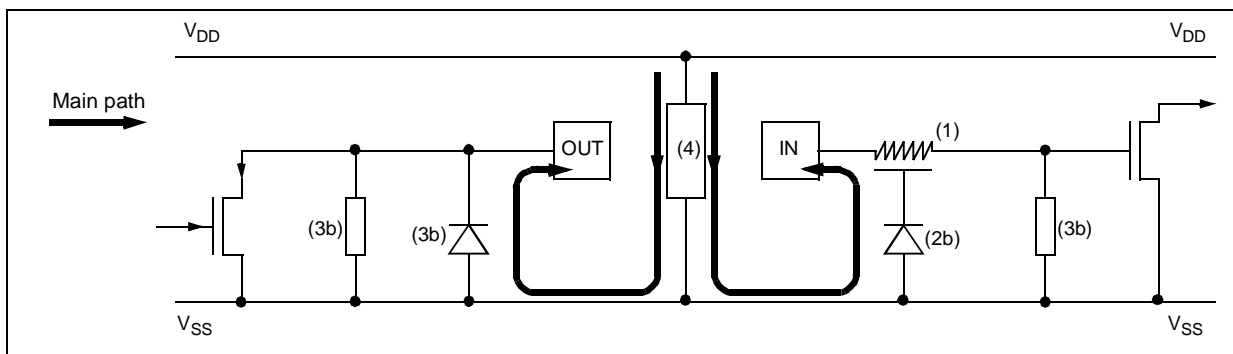 VDD
VDD
Main path
OUT
(4)
IN
(1)
(3b)
(3b)
(2b)
(3b)
VSS
VSS